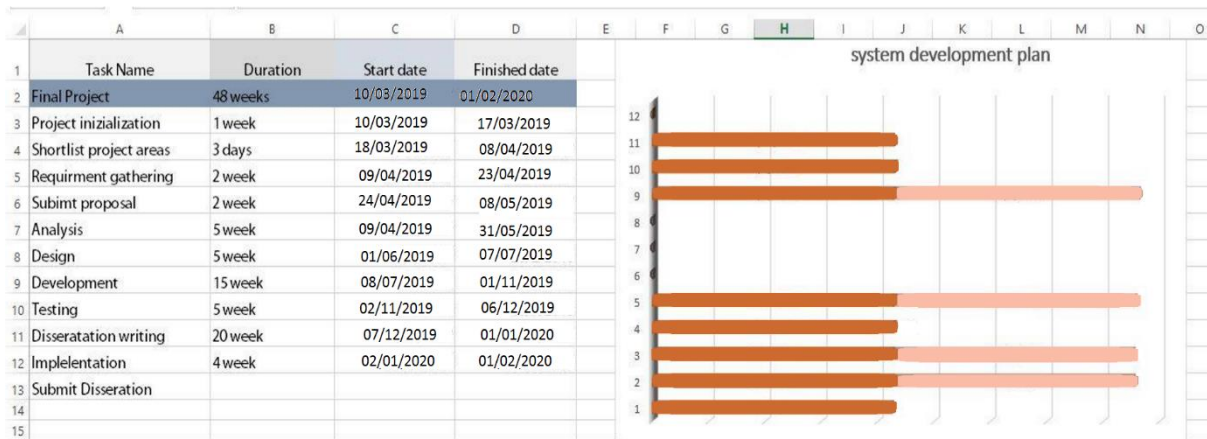 A B C D E F G H I J K L M N O
1 Task Name Duration Start date Finished date
2 Final Project 48 weeks 10/03/2019 01/02/2020
3 Project inizialization 1 week 10/03/2019 17/03/2019
4 Shortlist project areas 3 days 18/03/2019 08/04/2019
5 Requirment gathering 2 week 09/04/2019 23/04/2019
6 Subimt proposal 2 week 24/04/2019 08/05/2019
7 Analysis 5 week 09/04/2019 31/05/2019
8 Design 5 week 01/06/2019 07/07/2019
9 Development 15 week 08/07/2019 01/11/2019
10 Testing 5 week 02/11/2019 06/12/2019
11 Disseratation writing 20 week 07/12/2019 01/01/2020
12 Implelentation 4 week 02/01/2020 01/02/2020
13 Submit Disseration
14
15
system development plan
12
11
10
9
8
7
6
5
4
3
2
1